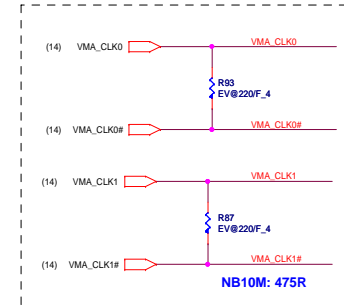 (14) VMA_CLK0 VMA_CLK0
R93
EV@220/F_4
(14) VMA_CLK0# VMA_CLK0#
(14) VMA_CLK1 VMA_CLK1
R87
EV@220/F_4
(14) VMA_CLK1# VMA_CLK1#
NB10M: 475R